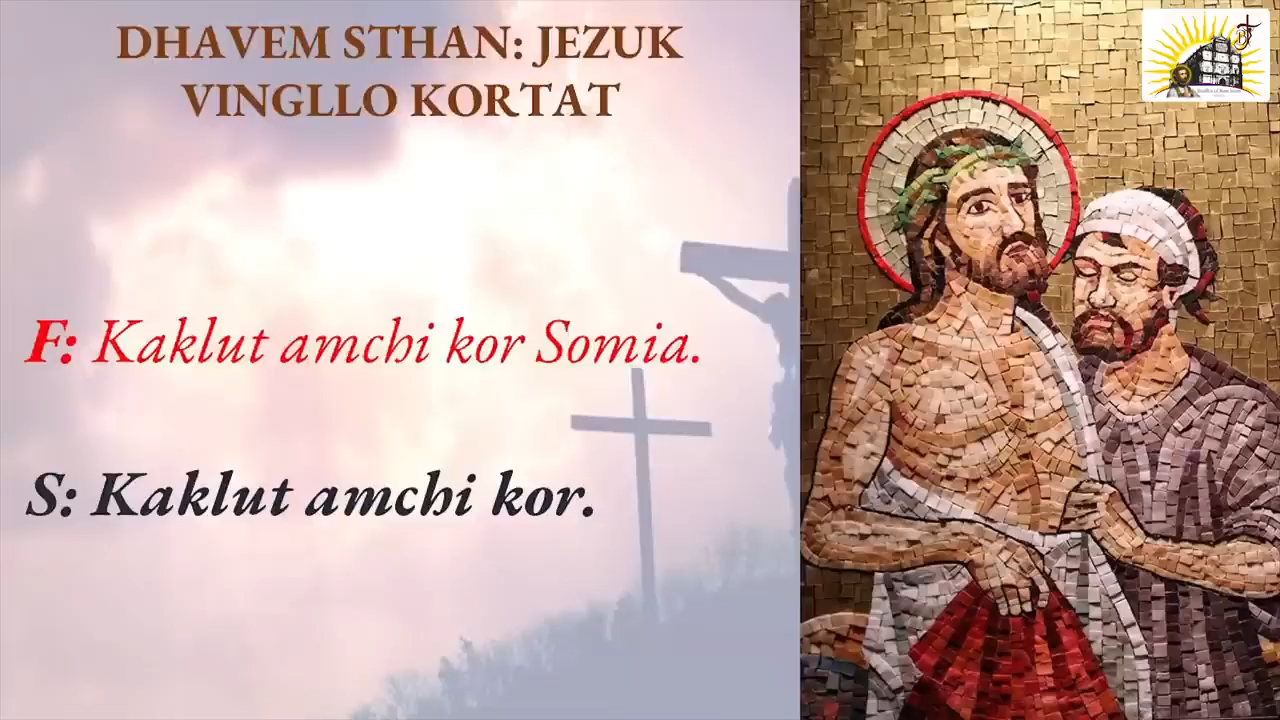 DHAVEM STHAN: JEZUK
VINGLLO KORTAT
F: Kaklut amchi kor Somia.
S: Kaklut amchi kor.